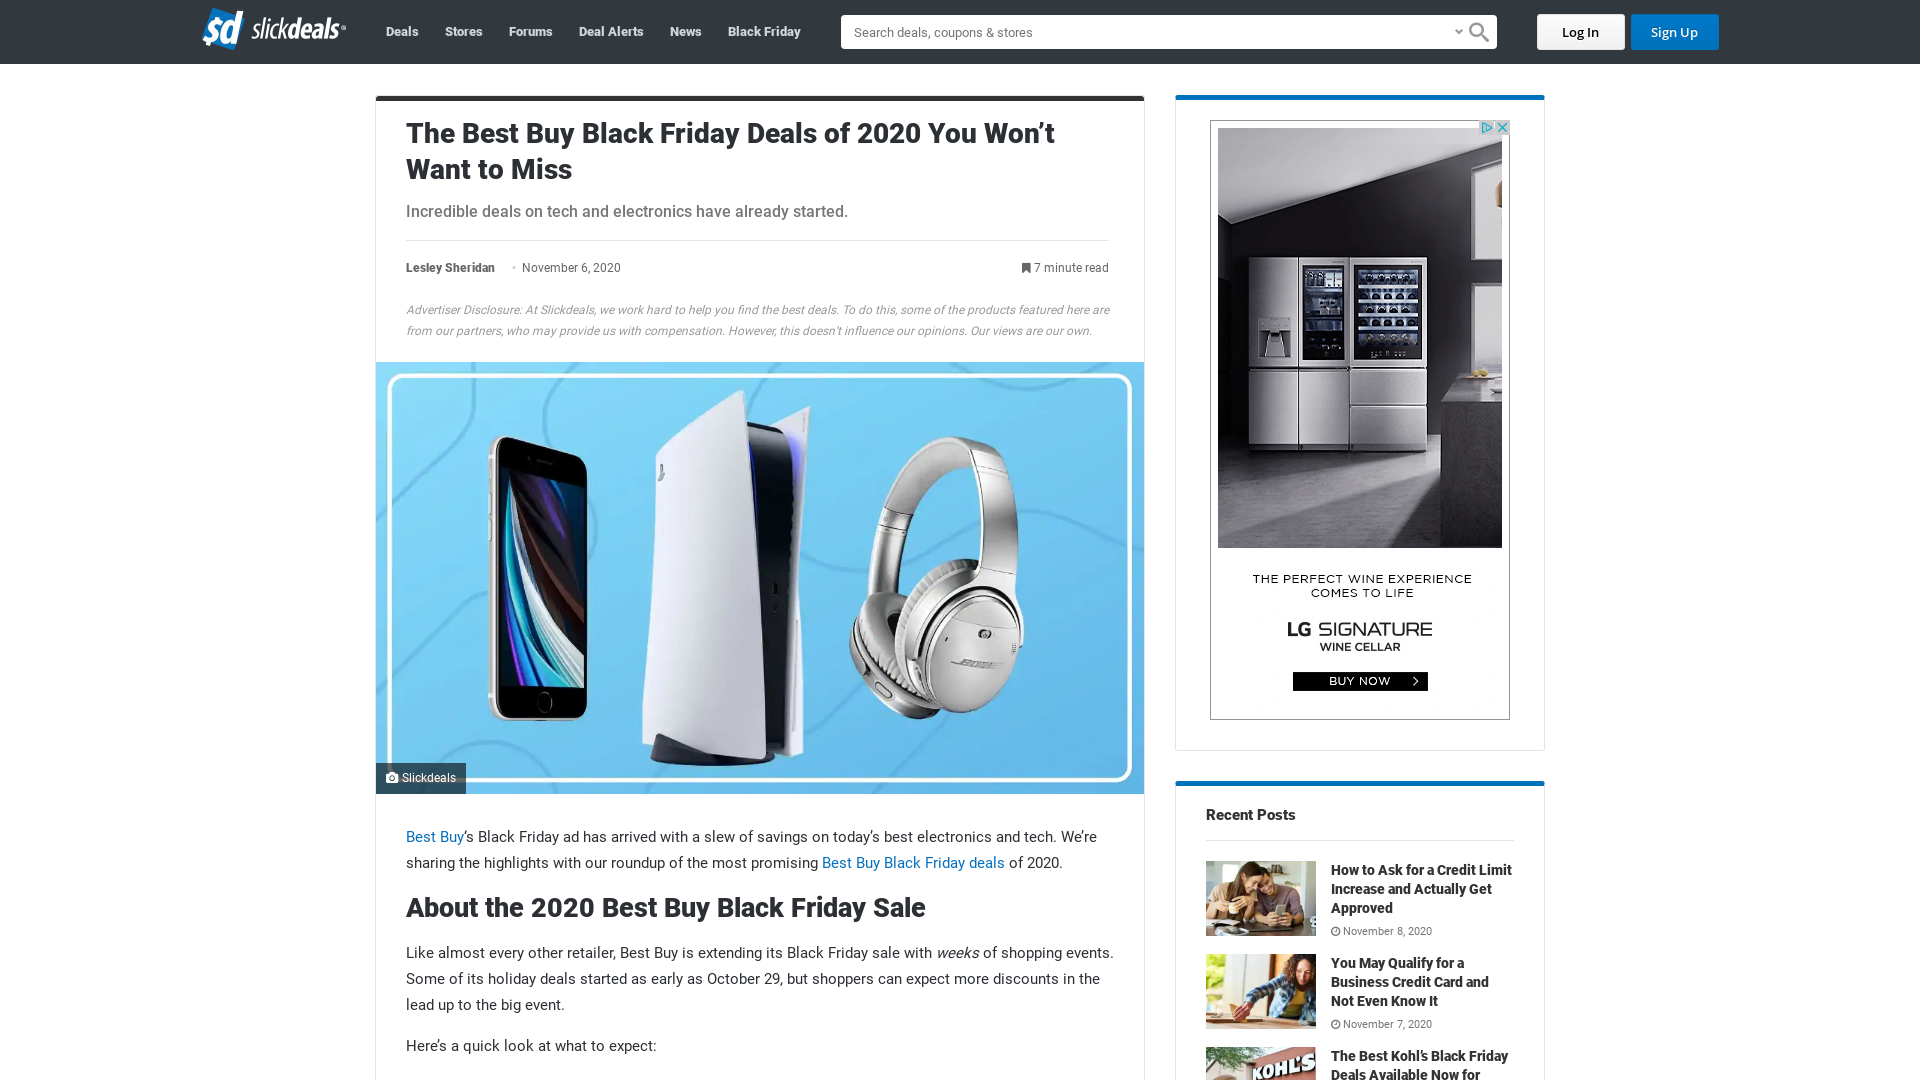 sd slickdeals
Deals
Stores
Forums
Deal Alerts
News
Black Friday
Search deals, coupons & stores
Log In
Sign Up
The Best Buy Black Friday Deals of 2020 You Won’t
Want to Miss
Incredible deals on tech and electronics have already started.
Lesley Sheridan
November 6, 2020
7 minute read
Advertiser Disclosure: At Slickdeals, we work hard to help you find the best deals. To do this, some of the products featured here are
from our partners, who may provide us with compensation. However, this doesn’t influence our opinions. Our views are our own.
BOSE
Slickdeals
Best Buy‘s Black Friday ad has arrived with a slew of savings on today’s best electronics and tech. We’re
sharing the highlights with our roundup of the most promising Best Buy Black Friday deals of 2020.
About the 2020 Best Buy Black Friday Sale
Like almost every other retailer, Best Buy is extending its Black Friday sale with weeks of shopping events.
Some of its holiday deals started as early as October 29, but shoppers can expect more discounts in the
lead up to the big event.
Here’s a quick look at what to expect:
THE PERFECT WINE EXPERIENCE
COMES TO LIFE
LG SIGNATURE
WINE CELLAR
BUY NOW
Recent Posts
How to Ask for a Credit Limit
Increase and Actually Get
Approved
November 8, 2020
You May Qualify for a
Business Credit Card and
Not Even Know It
November 7, 2020
KOHL'S
The Best Kohl’s Black Friday
Deals Available Now for